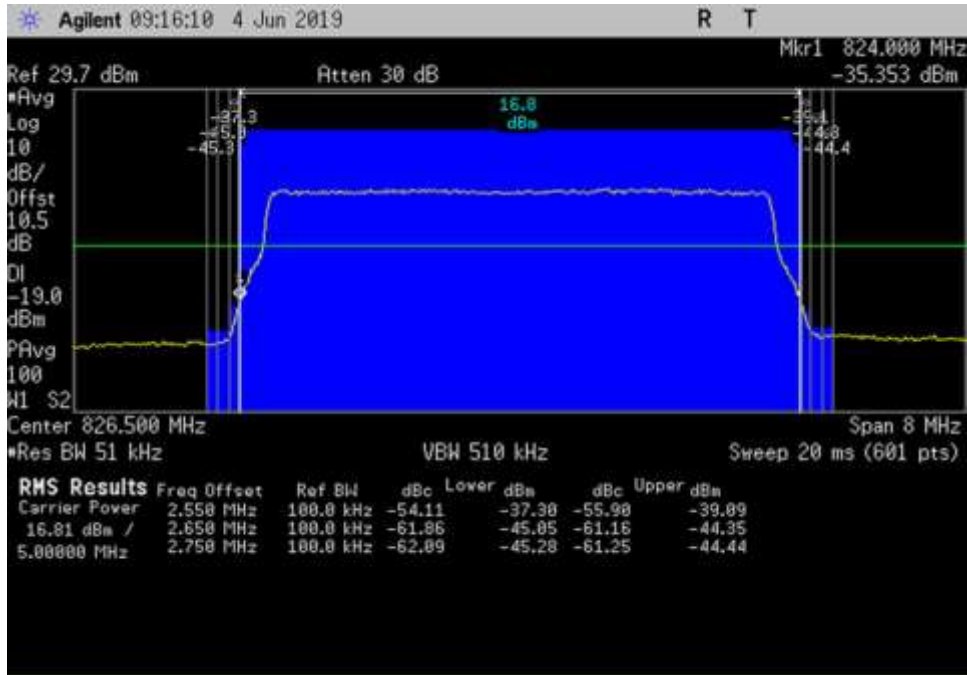 Agilent 09:16:10 4 Jun 2019 R T
Mkr1 824.000 MHz
Ref 29.7 dBm Atten 30 dB -35.353 dBm
*Avg
Log
10
dB/
Offst
10.5
dB
DI
-19.0
dBm
PAvg
100
W1 S2
16.8
dBm
-37.3
-45.3
-39.1
-44.4
Center 826.500 MHz Span 8 MHz
*Res BW 51 kHz VBW 510 kHz Sweep 20 ms (601 pts)
RMS Results Freq Offset Ref BW dBc Lower dBm dBc Upper dBm
Carrier Power 2.550 MHz 100.0 kHz -54.11 -37.30 -55.90 -39.09
16.81 dBm / 2.650 MHz 100.0 kHz -61.86 -45.05 -61.16 -44.35
5.00000 MHz 2.750 MHz 100.0 kHz -62.09 -45.28 -61.25 -44.44